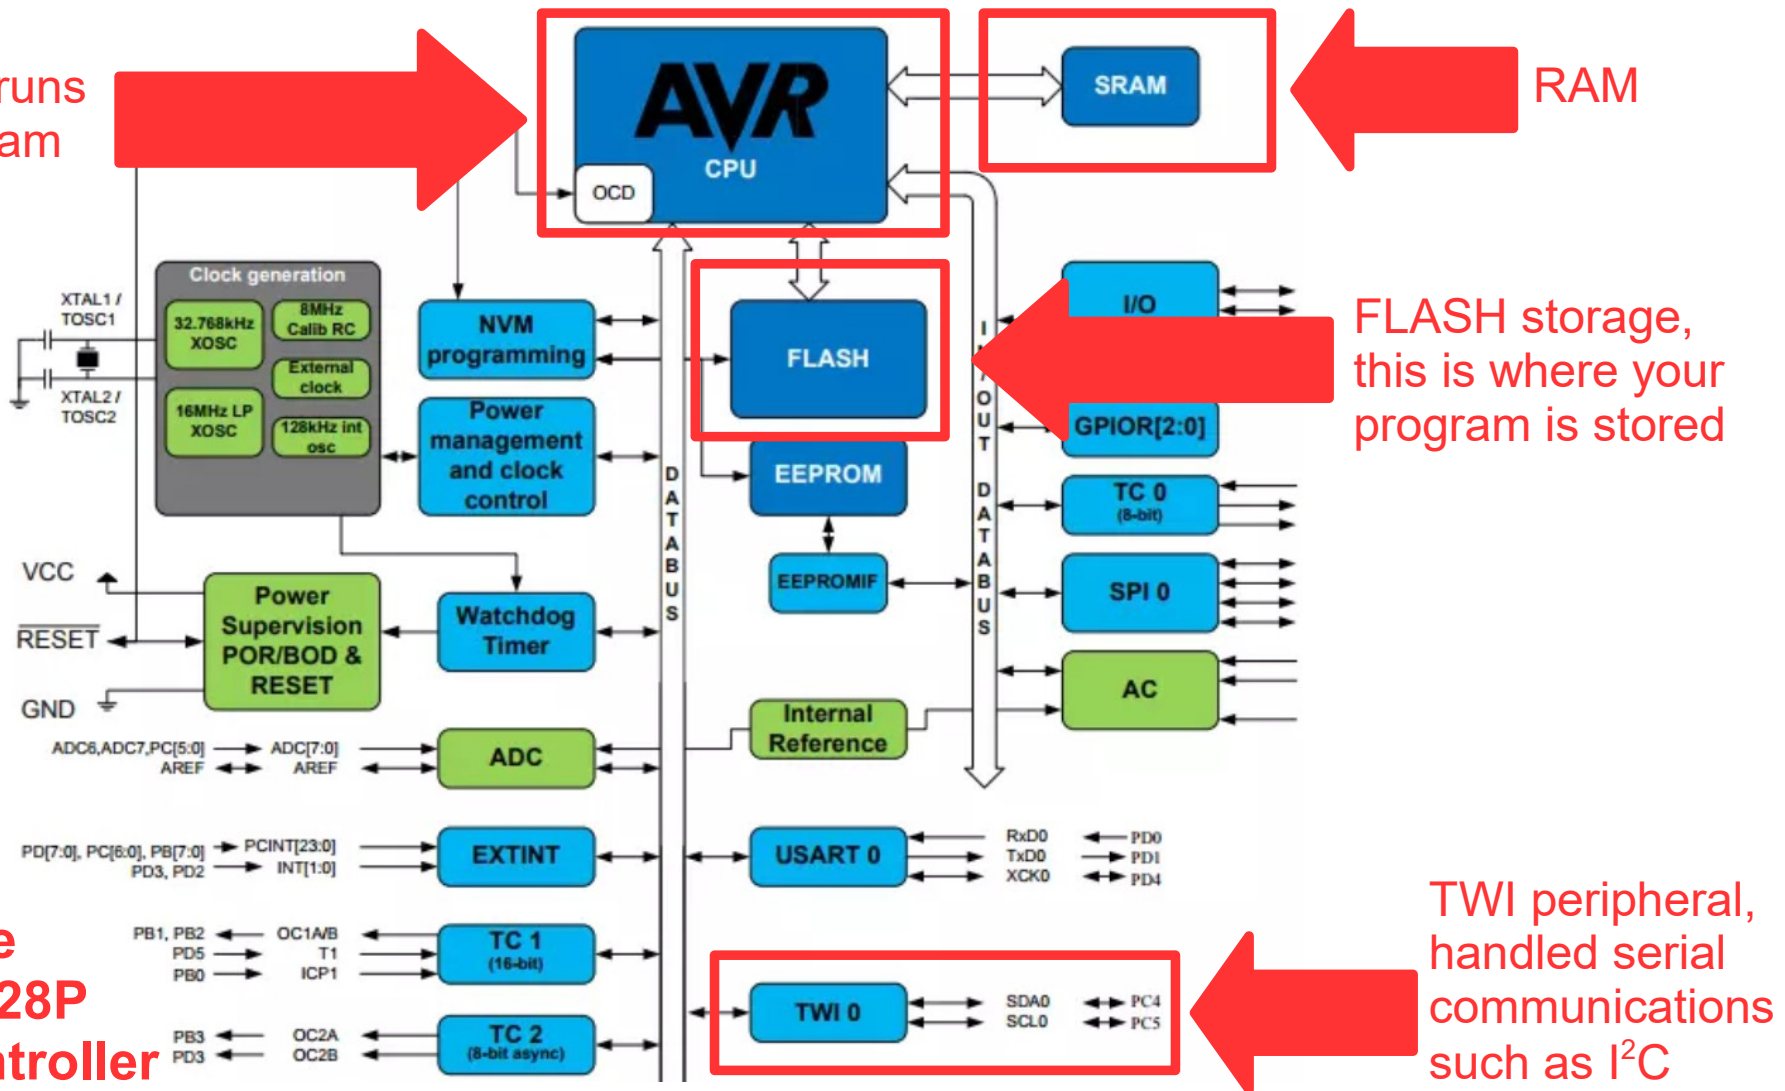 runs
am
AVR
CPU
OCD
SRAM
RAM
Clock generation
XTAL1 /
TOSC1
XTAL2 /
TOSC2
32.768kHz
XOSC
8MHz
Calib RC
External
clock
16MHz LP
XOSC
128kHz int
osc
NVM
programming
Power
management
and clock
control
FLASH
EEPROM
EEPROMIF
I/O
GPIOR[2:0]
TC 0
(8-bit)
SPI 0
AC
FLASH storage,
this is where your
program is stored
DATABUS
OUT
DATABUS
VCC
RESET
GND
Power
Supervision
POR/BOD &
RESET
Watchdog
Timer
Internal
Reference
ADC6,ADC7,PC[5:0] ADC[7:0]
AREF AREF
ADC
PD[7:0], PC[6:0], PB[7:0] PCINT[23:0]
PD3, PD2 INT[1:0]
EXTINT
USART 0
RxD0 PD0
TxD0 PD1
XCK0 PD4
PB1, PB2 OC1A/B
PD5 T1
PB0 ICP1
TC 1
(16-bit)
PB3 OC2A
PD3 OC2B
TC 2
(8-bit async)
TWI 0
SDA0 PC4
SCL0 PC5
TWI peripheral,
handled serial
communications
such as I²C
e
28P
ntroller